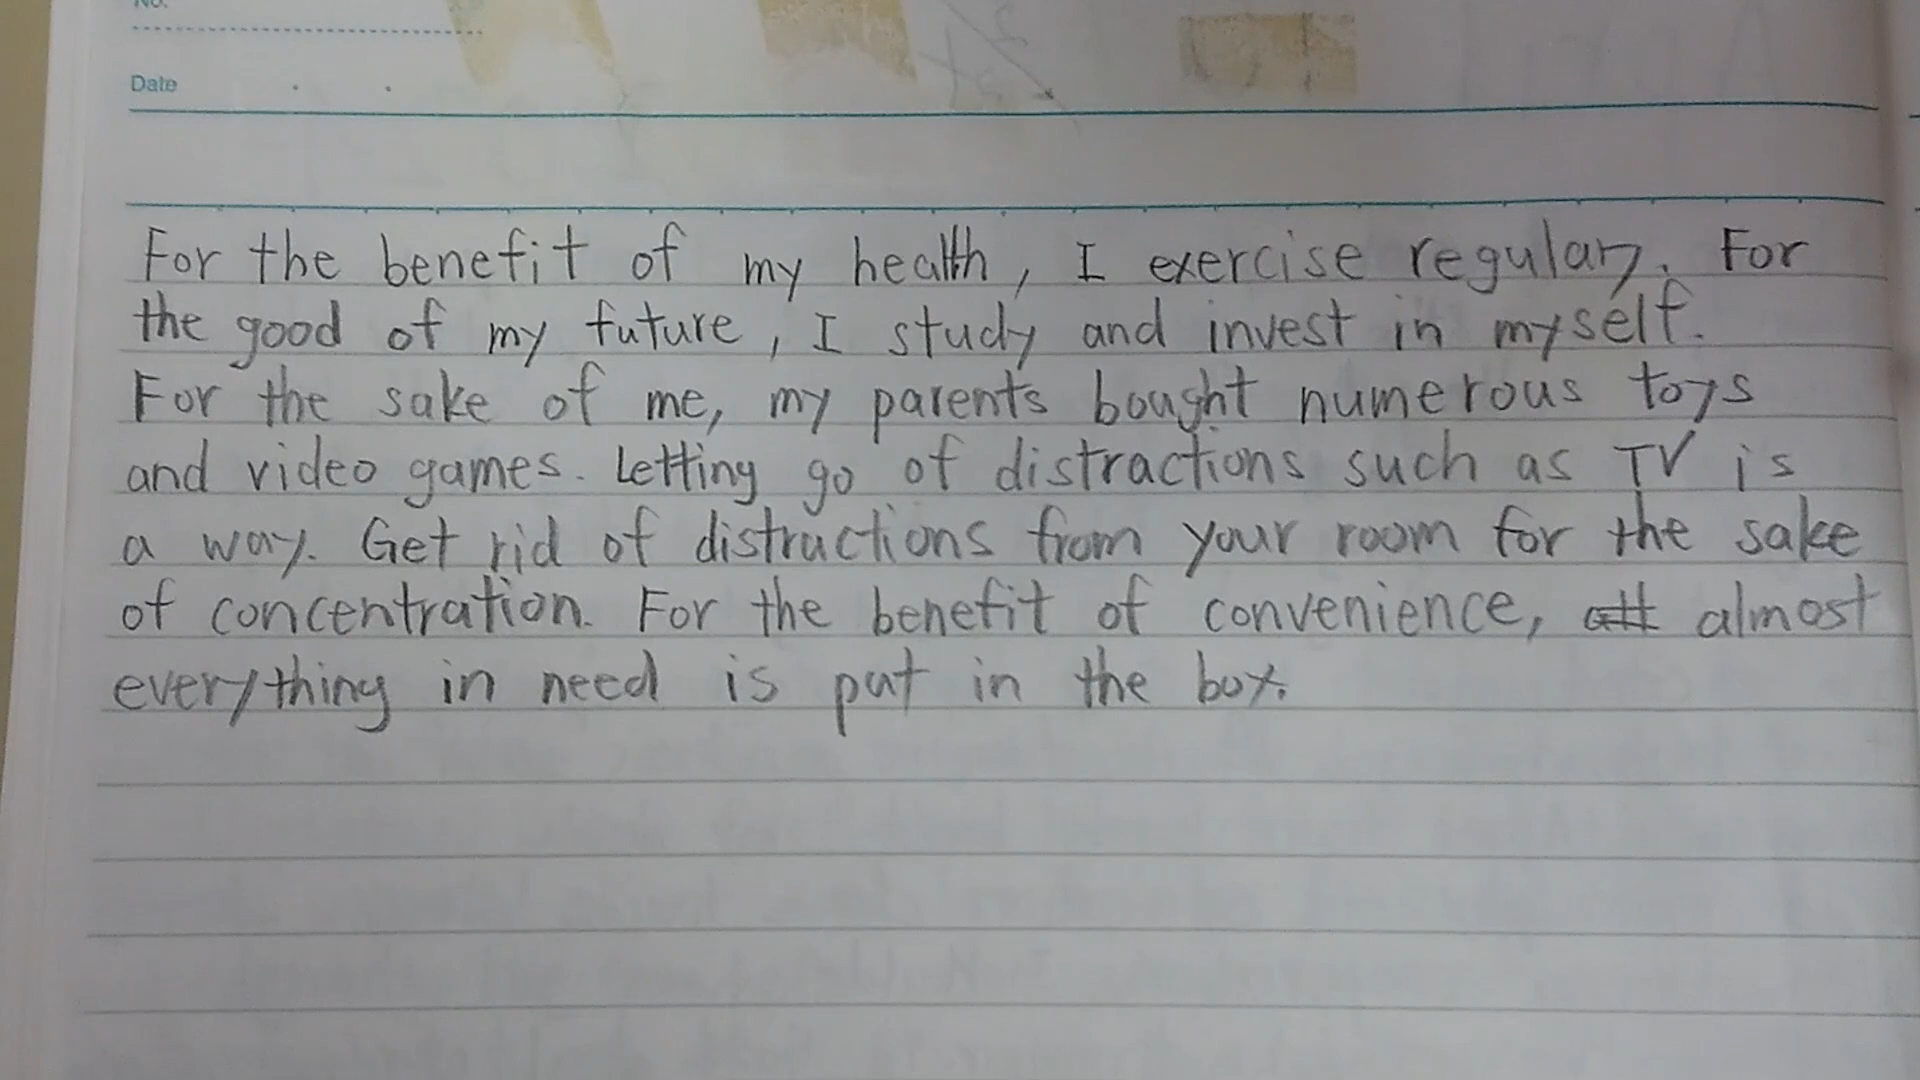 No.
Date
For the benefit of my health, I exercise regulary. For
the good of my future, I study and invest in myself.
For the sake of me, my parents bought numerous toys
and video games. Letting go of distractions such as TV is
a way. Get rid of distractions from your room for the sake
of concentration. For the benefit of convenience, almost
everything in need is put in the box.